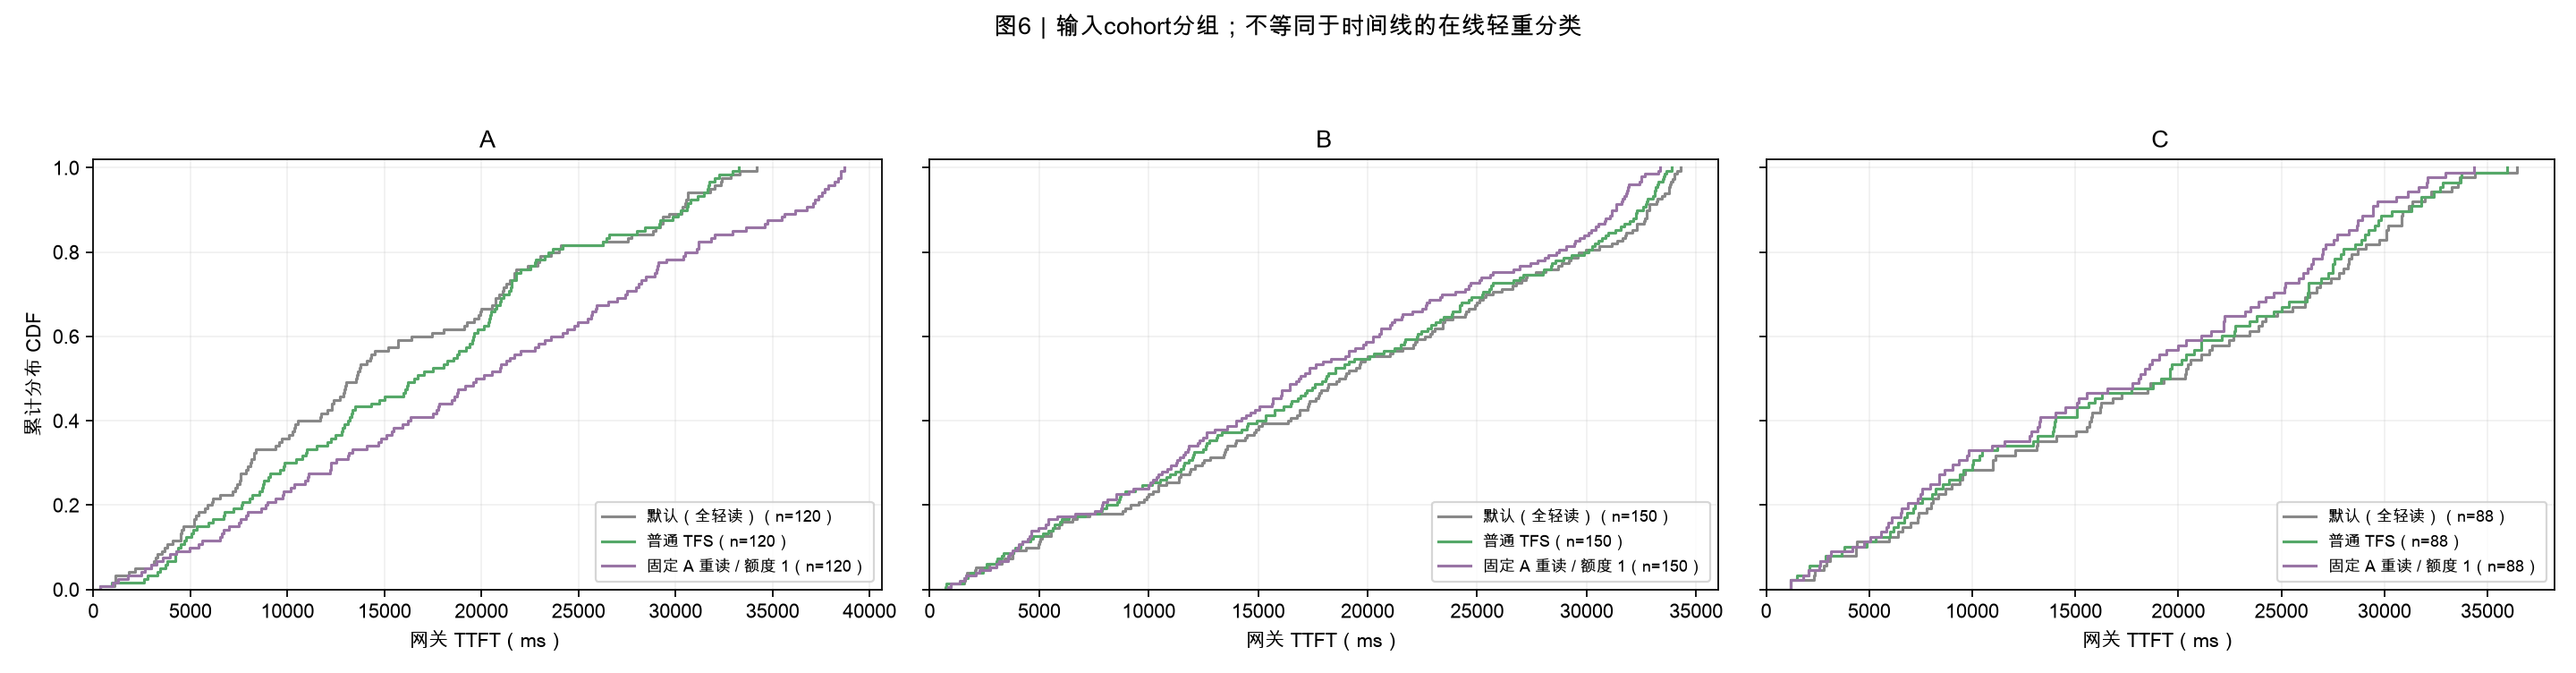 图6｜输入cohort分组；不等同于时间线的在线轻重分类
A
累计分布 CDF
1.0
0.8
0.6
0.4
0.2
0.0
默认（全轻读）（n=120）
普通 TFS（n=120）
固定 A 重读 / 额度 1（n=120）
0 5000 10000 15000 20000 25000 30000 35000 40000
网关 TTFT（ms）
B
默认（全轻读）（n=150）
普通 TFS（n=150）
固定 A 重读 / 额度 1（n=150）
0 5000 10000 15000 20000 25000 30000 35000
网关 TTFT（ms）
C
默认（全轻读）（n=88）
普通 TFS（n=88）
固定 A 重读 / 额度 1（n=88）
0 5000 10000 15000 20000 25000 30000 35000
网关 TTFT（ms）